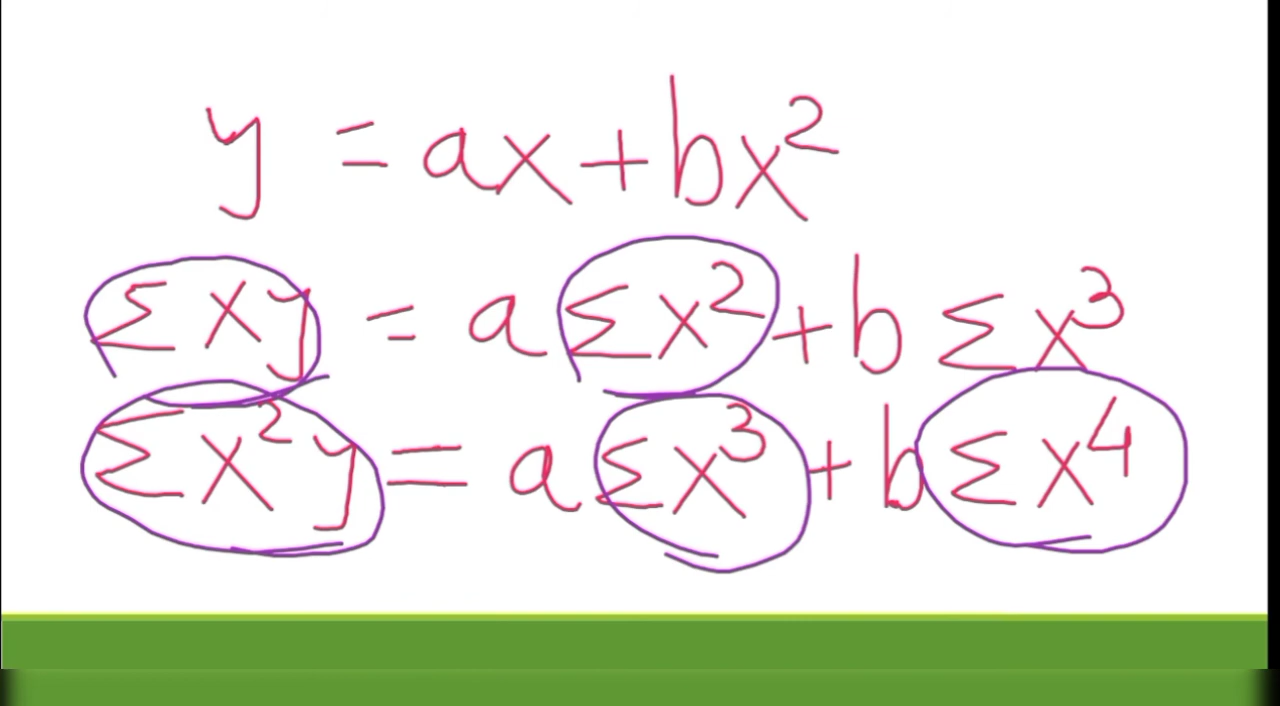 y = ax + bx²
Σxy = aΣx² + bΣx³
Σx²y = aΣx³ + bΣx⁴